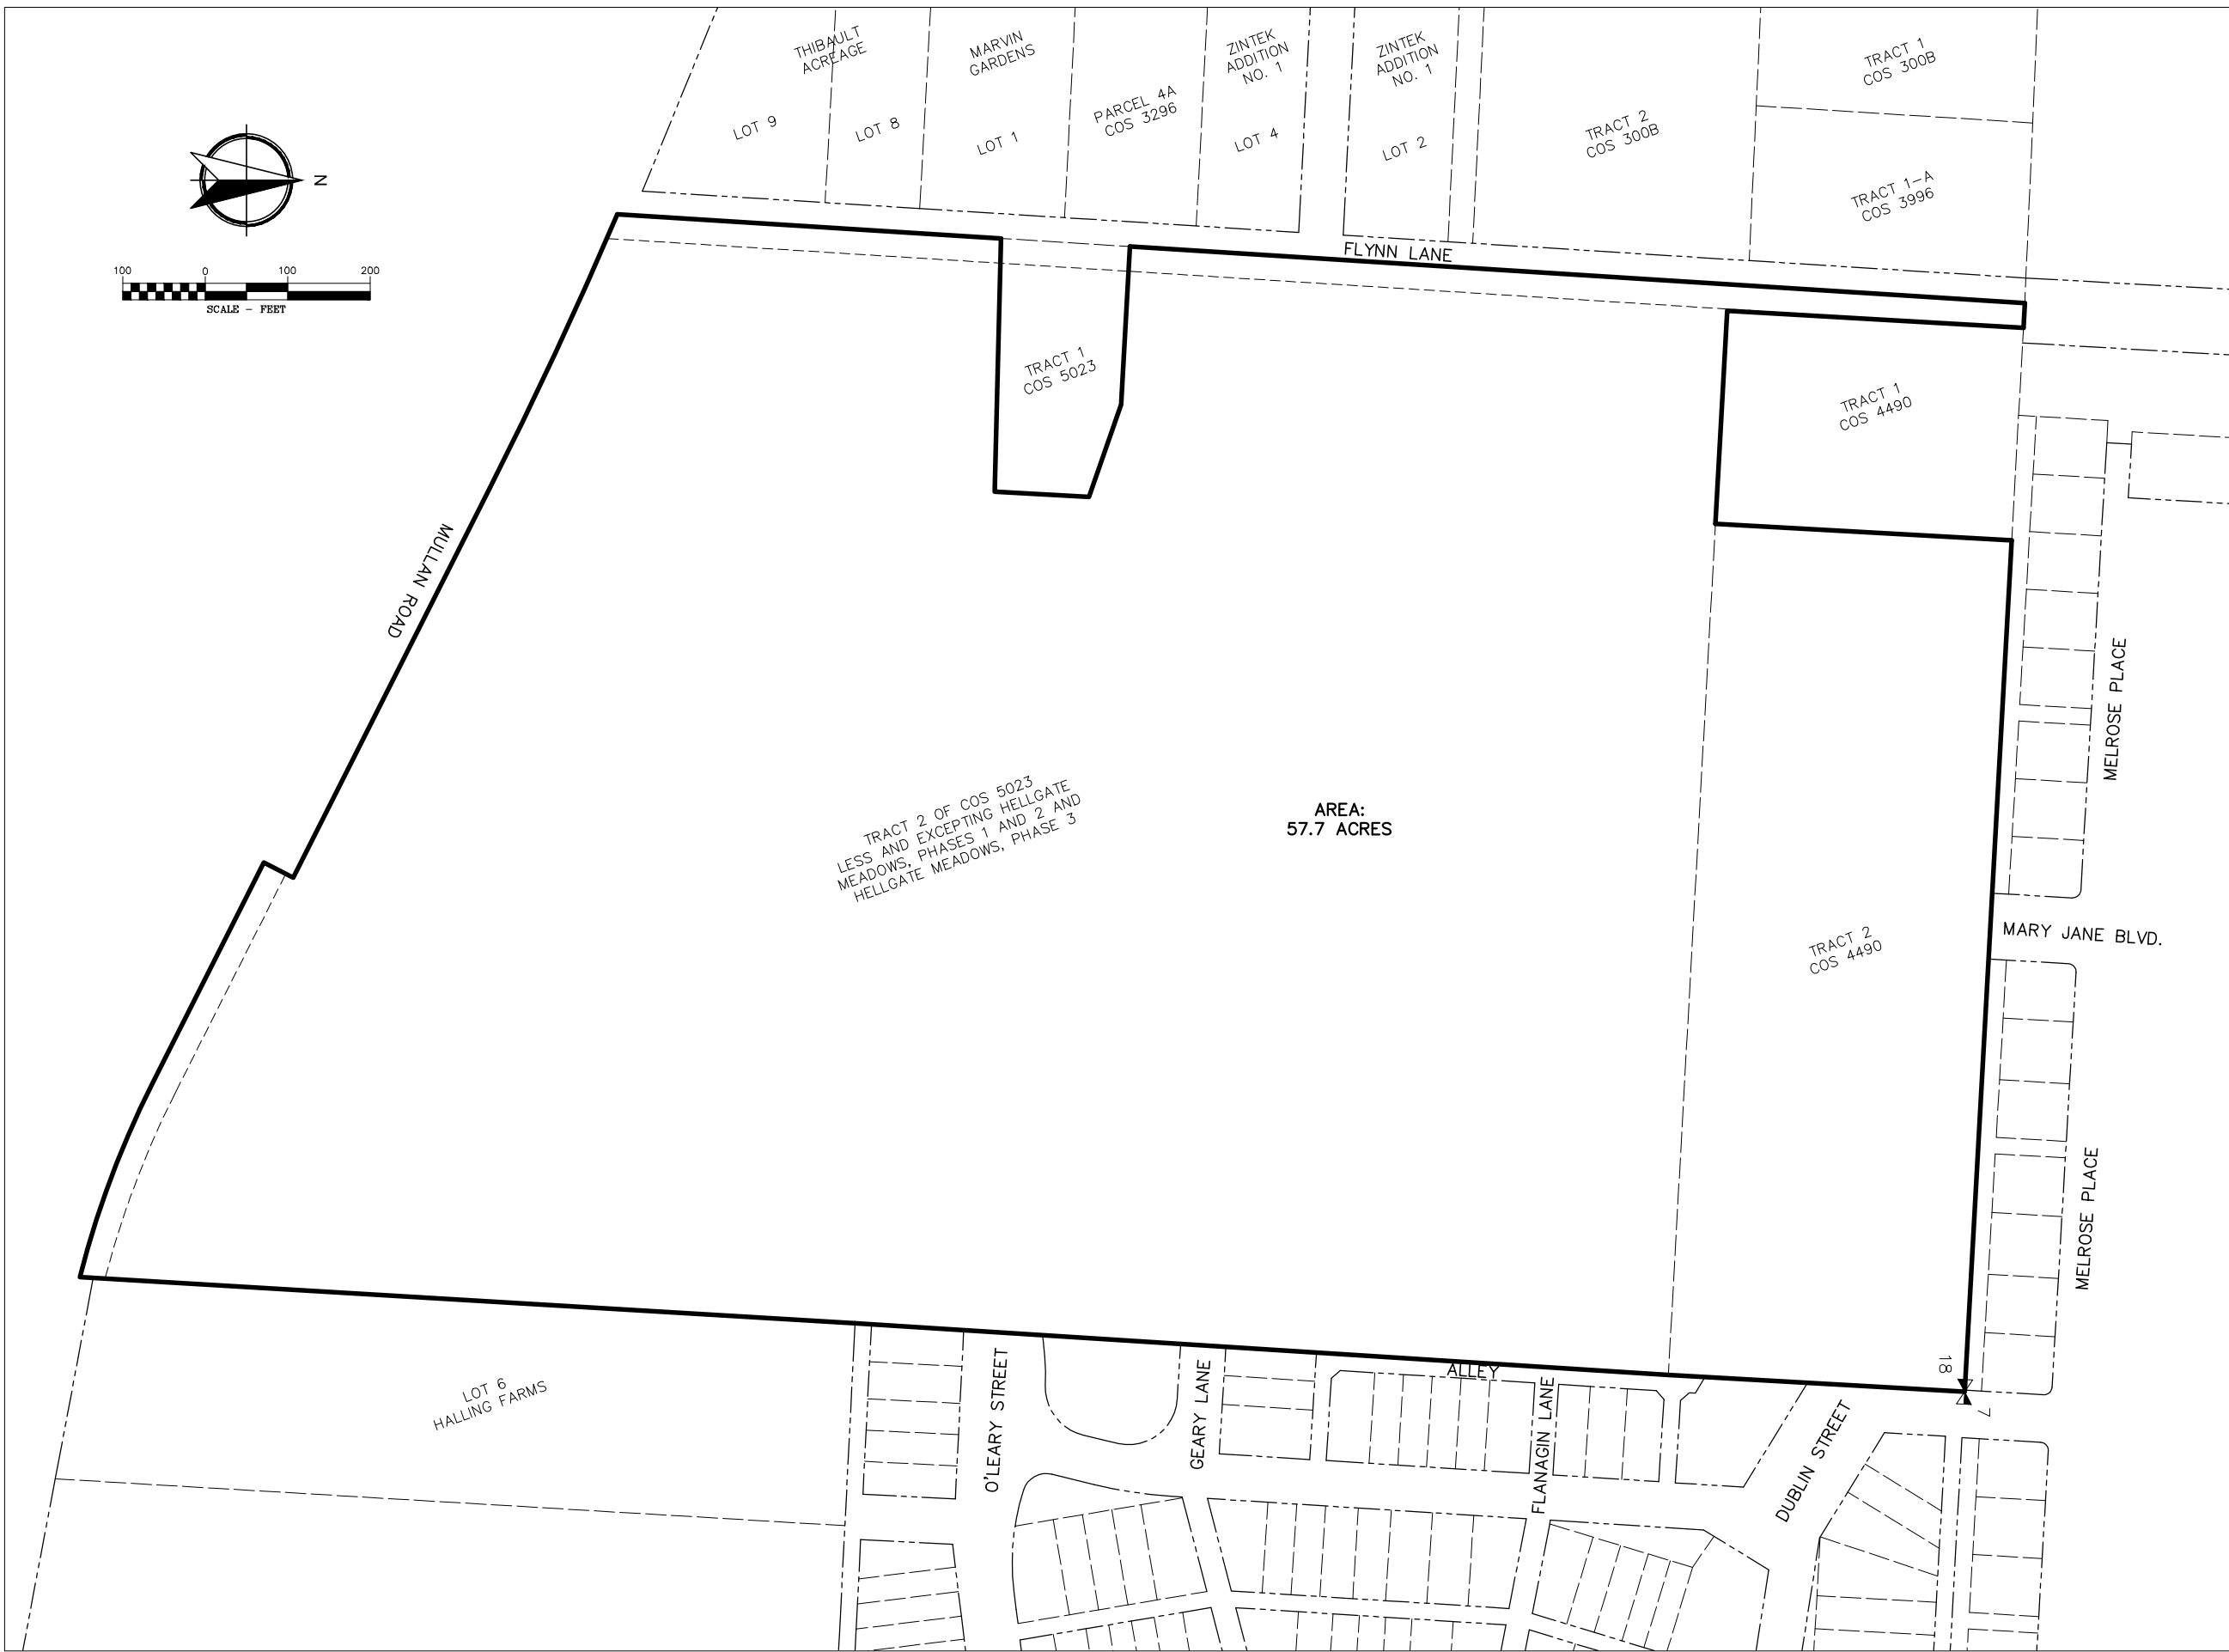 THIBAULT
ACREAGE
LOT 9
LOT 8
MARVIN
GARDENS
LOT 1
PARCEL 4A
COS 3296
ZINTEK
ADDITION
NO. 1
LOT 4
ZINTEK
ADDITION
NO. 1
LOT 2
TRACT 2
COS 300B
TRACT 1
COS 300B
TRACT 1-A
COS 3996
N
100 0 100 200
SCALE - FEET
FLYNN LANE
TRACT 1
COS 5023
TRACT 1
COS 4490
MULLAN ROAD
MELROSE PLACE
TRACT 2 OF COS 5023
LESS AND EXCEPTING HELLGATE
MEADOWS, PHASES 1 AND 2 AND
HELLGATE MEADOWS, PHASE 3
AREA:
57.7 ACRES
TRACT 2
COS 4490
MARY JANE BLVD.
MELROSE PLACE
18
7
LOT 6
HALLING FARMS
O'LEARY STREET
GEARY LANE
ALLEY
FLANAGIN LANE
DUBLIN STREET